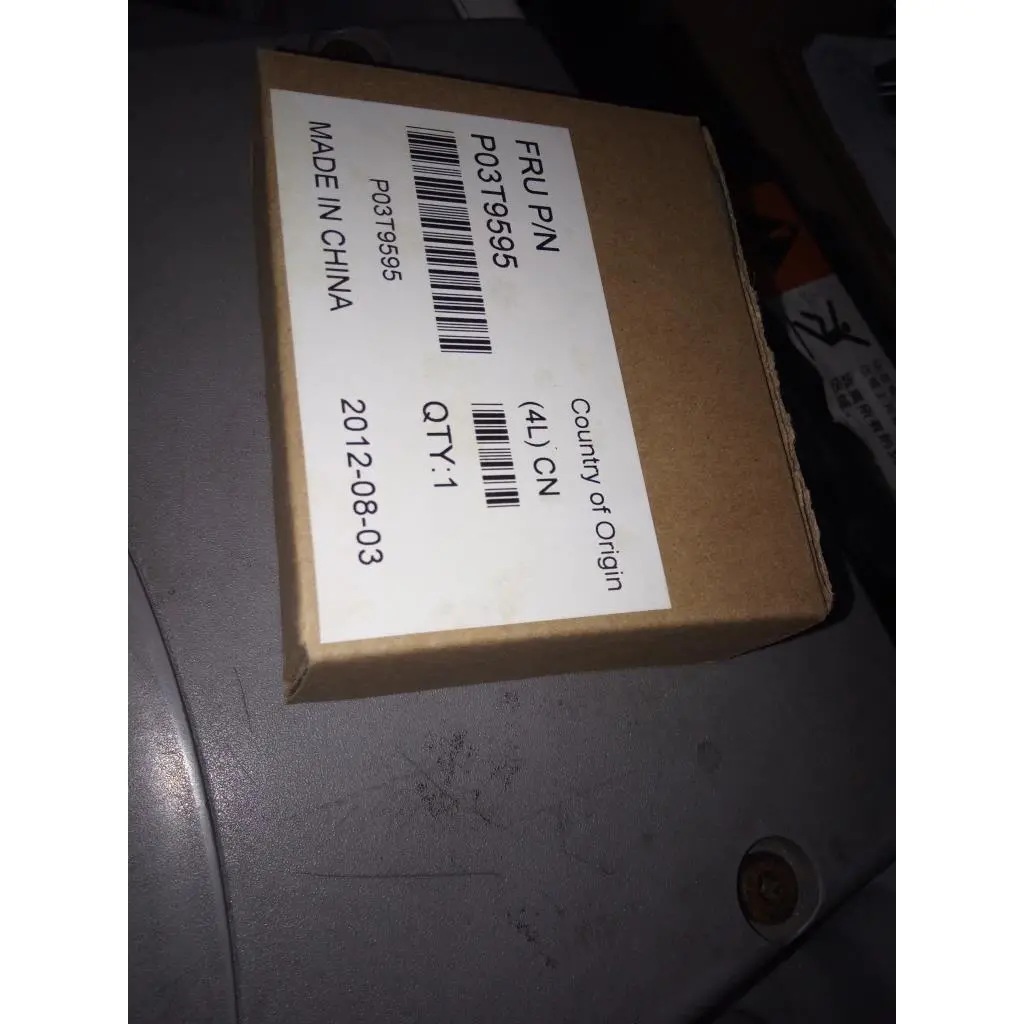 FRU P/N
P03T9595
P03T9595
MADE IN CHINA
Country of Origin
(4L) CN
QTY:1
2012-08-03